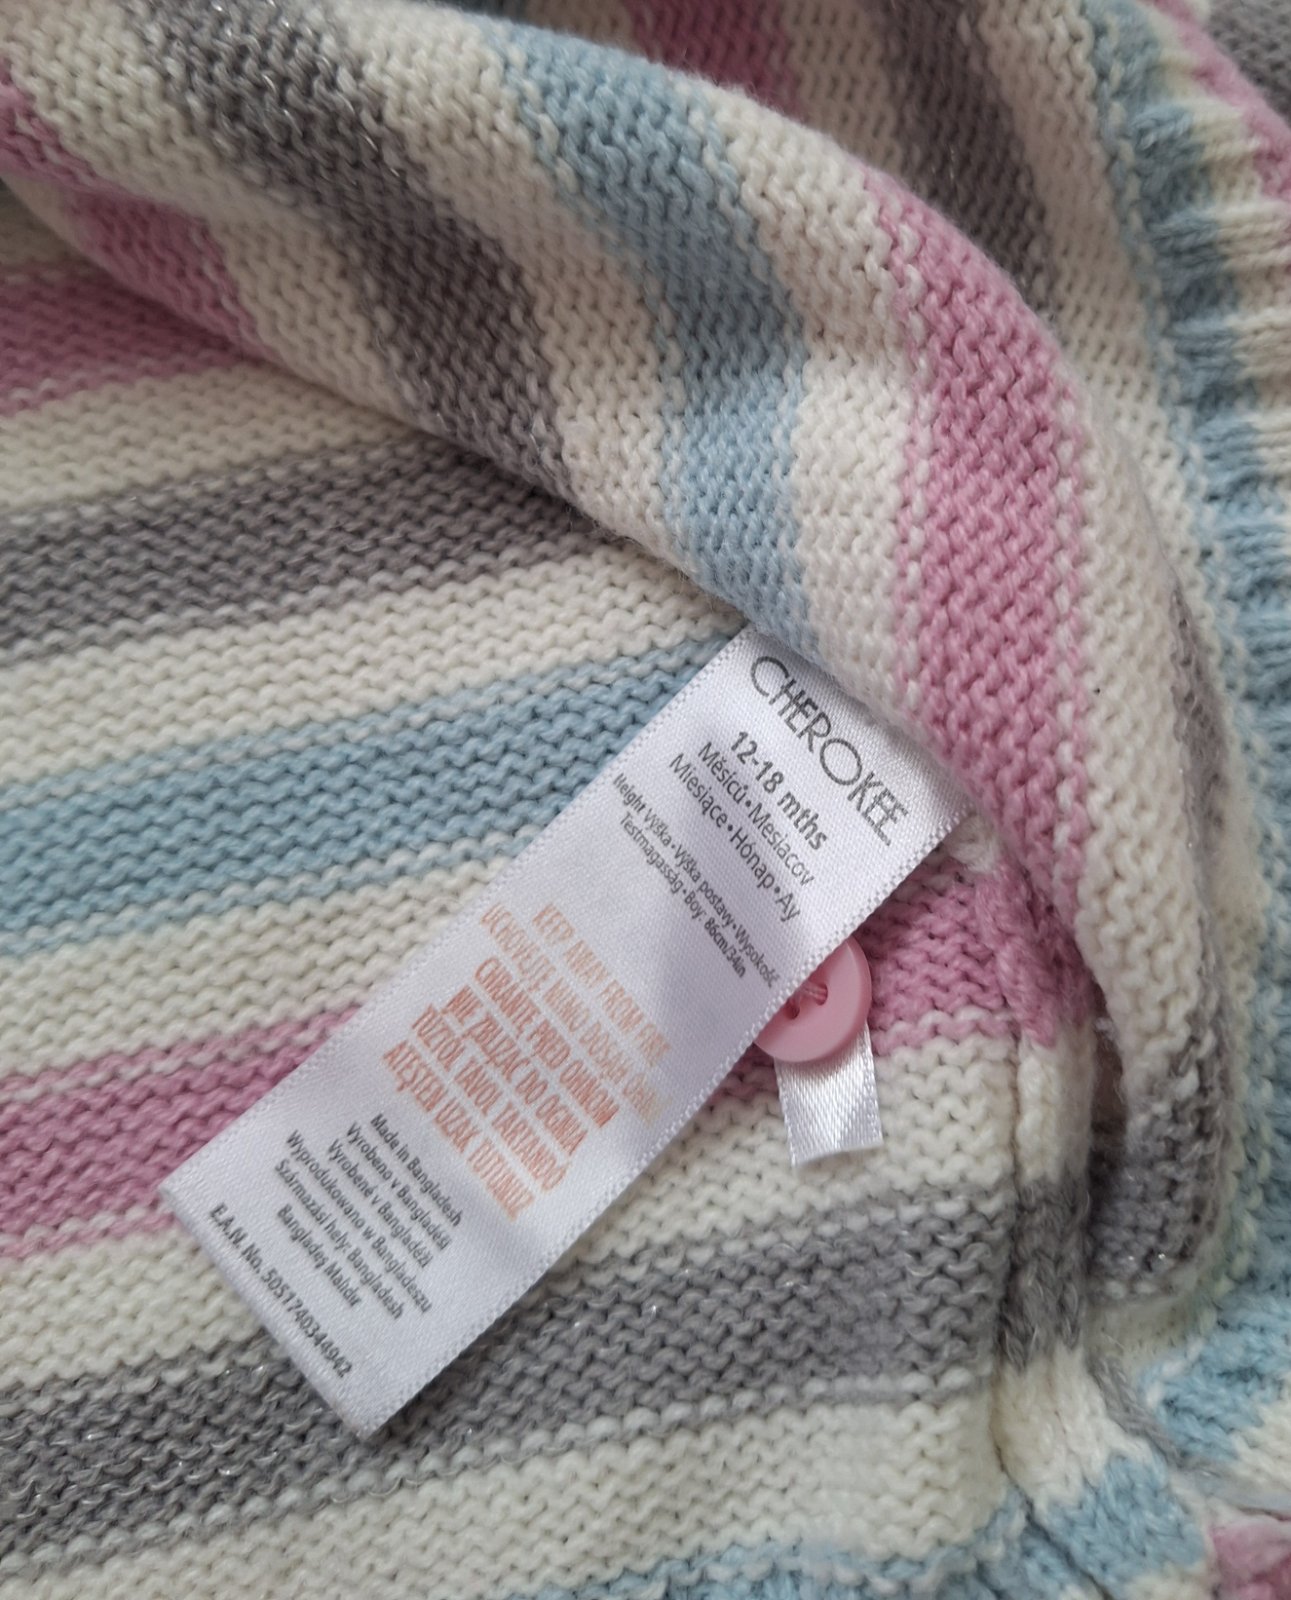 CHEROKEE
12-18 mths
Měsíců•Mesiacov
Miesiące•Hónap•Ay
Height Výška•Výška postavy•Wysokość
Testmagasság•Boy: 86cm/34in
KEEP AWAY FROM FIRE
UCHOVEJTE MIMO DOSAH OHNĚ
CHRÁŇTE PRED OHŇOM
NIE ZBLIŻAĆ DO OGNIA
TŰZTŐL TÁVOL TARTANDÓ
ATEŞTEN UZAK TUTUNUZ
Made in Bangladesh
Vyrobeno v Bangladéši
Vyrobené v Bangladéši
Wyprodukowano w Bangladeszu
Származási hely: Bangladesh
Bangladeş Malıdır
E.A.N. No. 5051740344942